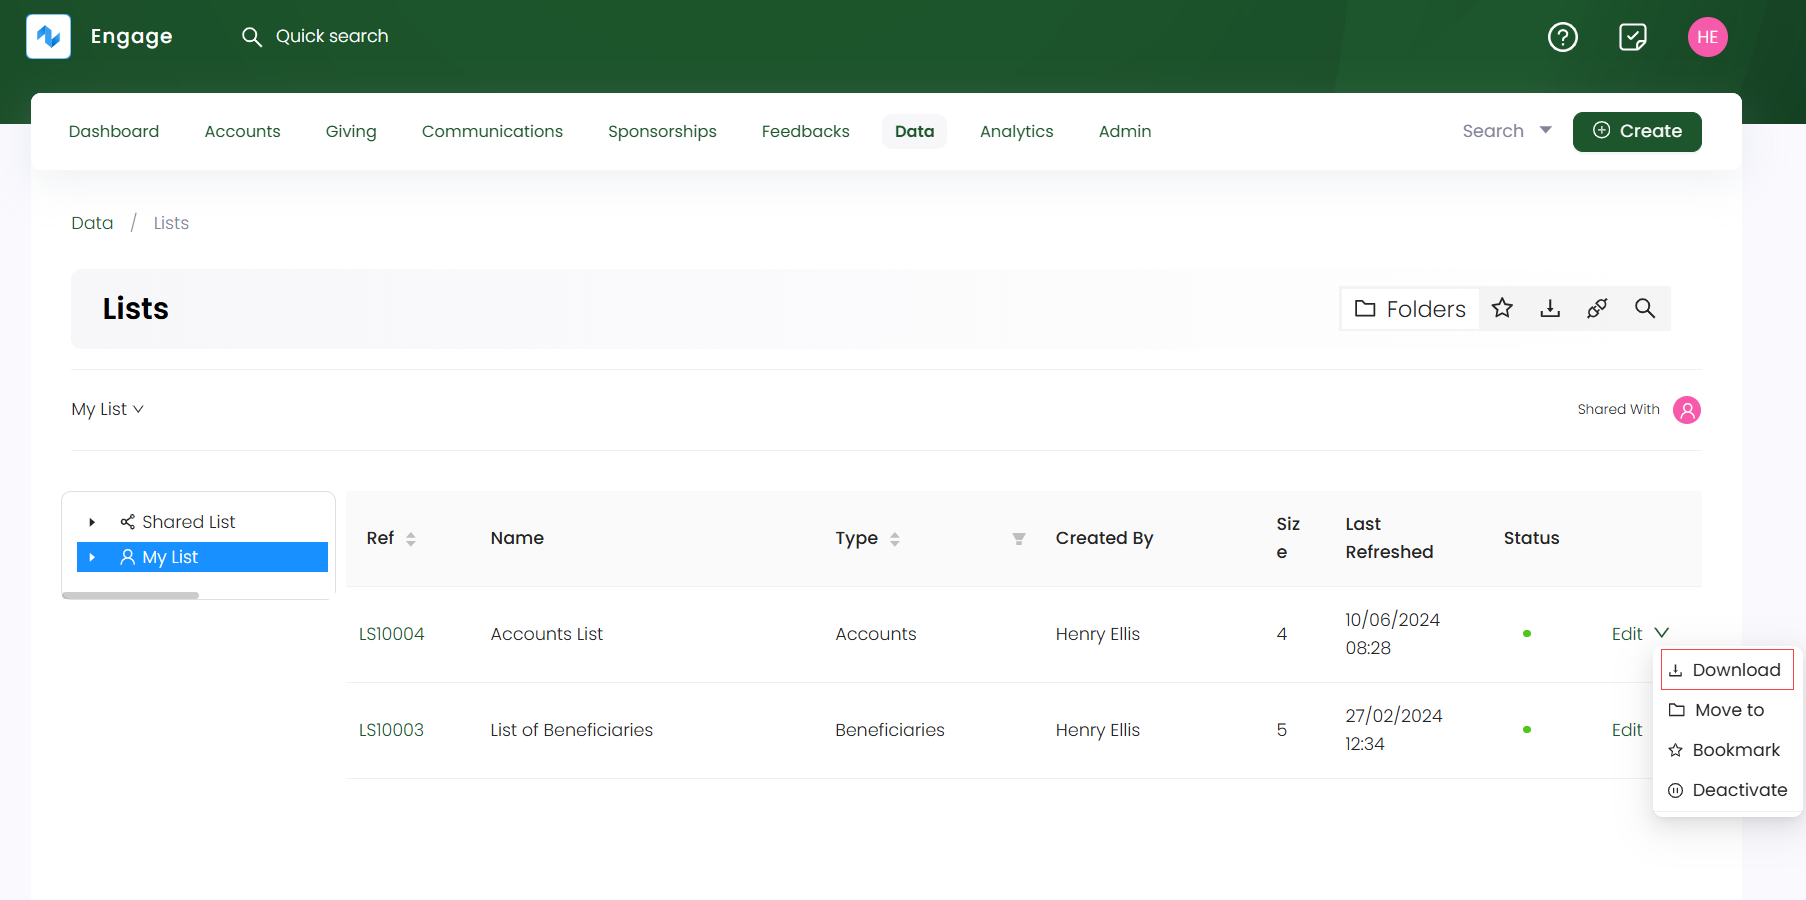 Engage
Quick search
HE
Dashboard Accounts Giving Communications Sponsorships Feedbacks Data Analytics Admin
Search
Create
Data / Lists
Lists
Folders
My List
Shared With
Shared List
My List
Ref Name Type Created By Siz
e Last
Refreshed Status
LS10004 Accounts List Accounts Henry Ellis 4 10/06/2024
08:28 Edit
LS10003 List of Beneficiaries Beneficiaries Henry Ellis 5 27/02/2024
12:34 Edit
Download
Move to
Bookmark
Deactivate